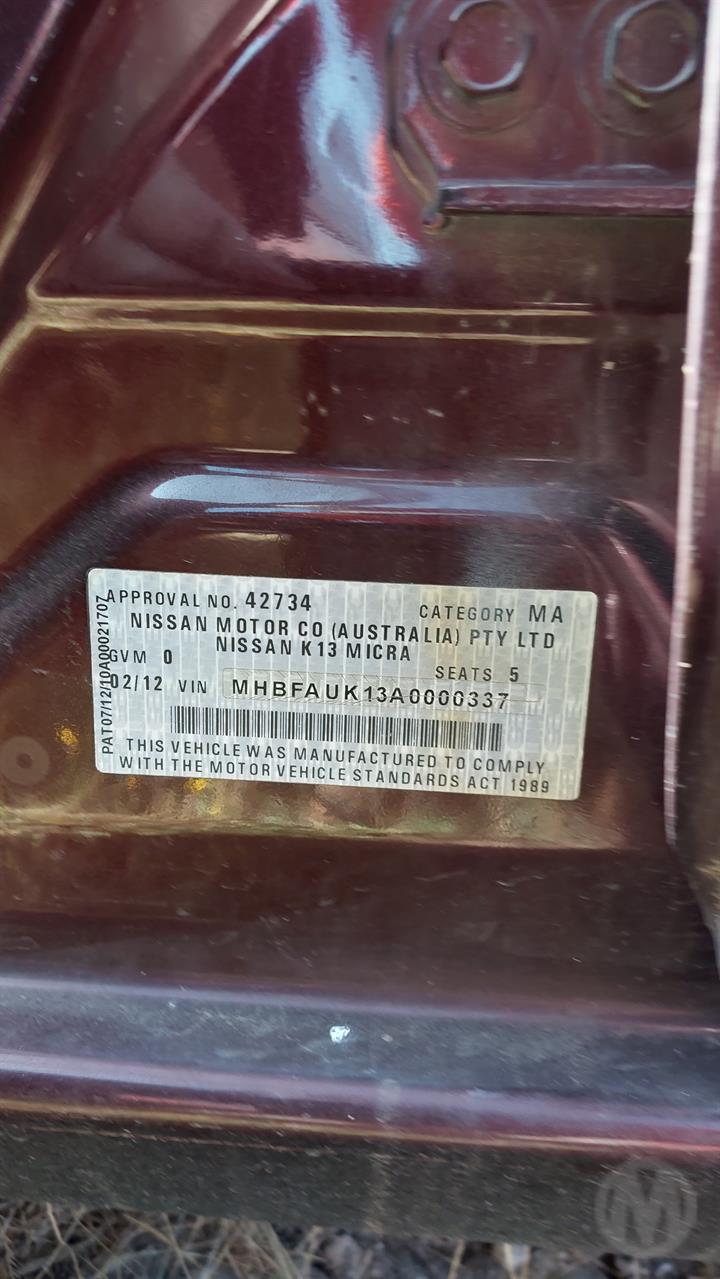 APPROVAL NO. 42734 CATEGORY MA
NISSAN MOTOR CO (AUSTRALIA) PTY LTD
NISSAN K13 MICRA
GVM 0 SEATS 5
02/12 VIN MHBFAUK13A0000337
THIS VEHICLE WAS MANUFACTURED TO COMPLY
WITH THE MOTOR VEHICLE STANDARDS ACT 1989
PAT07/12/10A00021707
M